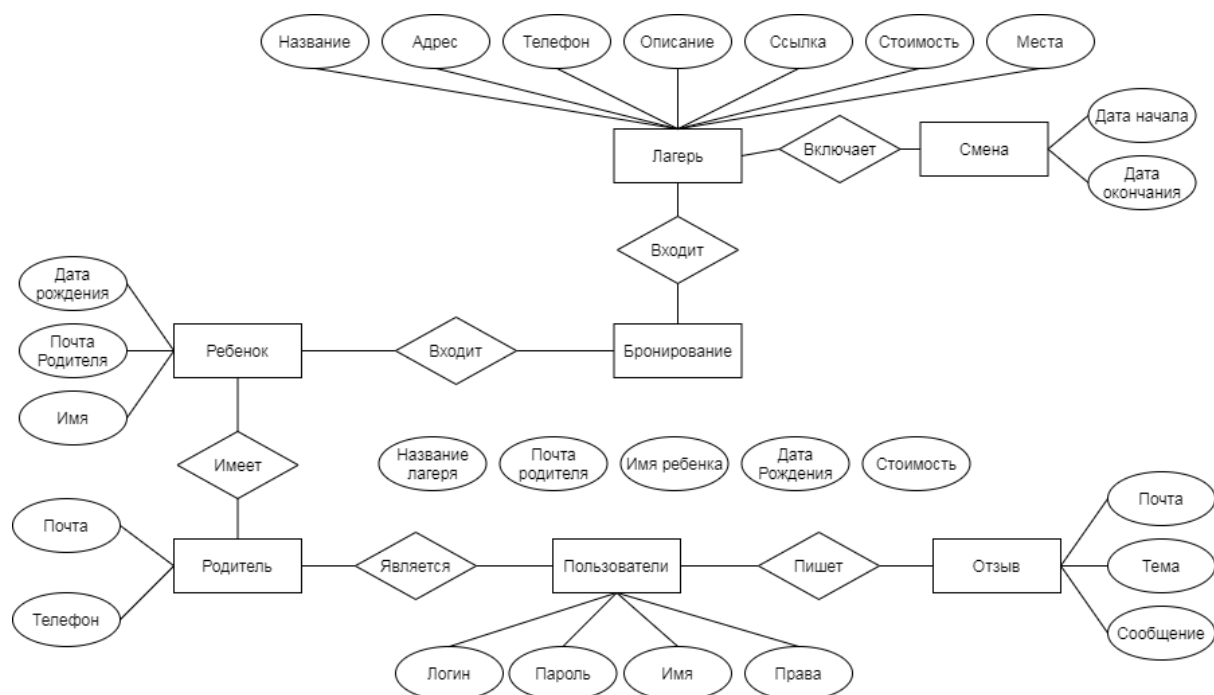 Название
Адрес
Телефон
Описание
Ссылка
Стоимость
Места
Дата начала
Лагерь
Включает
Смена
Дата
окончания
Входит
Дата
рождения
Почта
Родителя
Ребенок
Входит
Бронирование
Имя
Имеет
Название
лагеря
Почта
родителя
Имя ребенка
Дата
Рождения
Стоимость
Почта
Почта
Родитель
Является
Пользователи
Пишет
Отзыв
Тема
Телефон
Сообщение
Логин
Пароль
Имя
Права